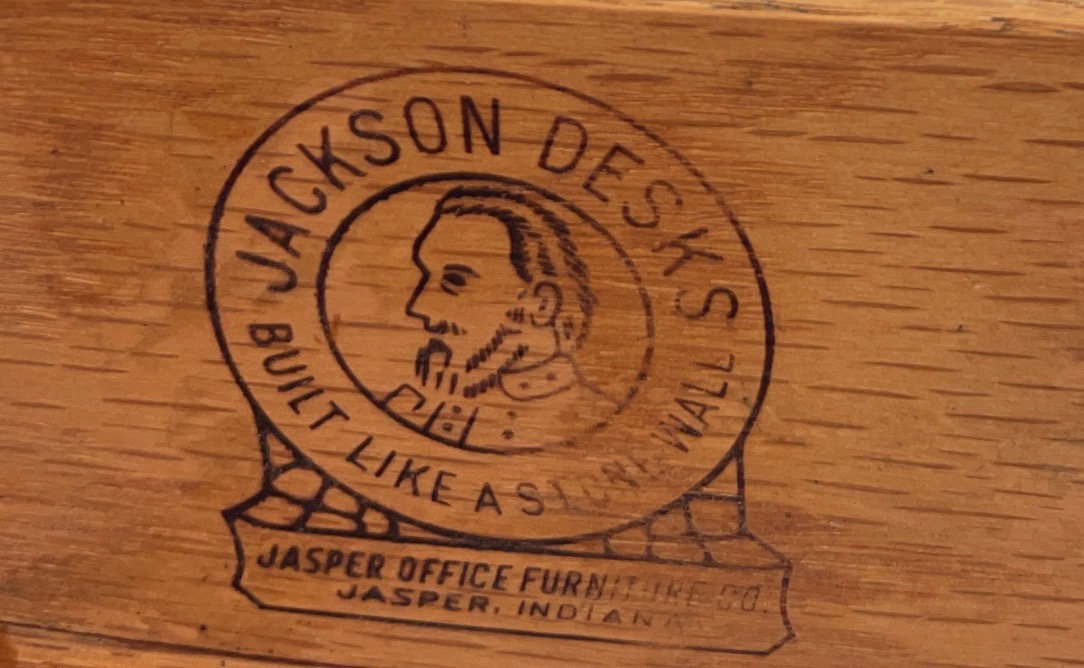 JACKSON DESKS
BUILT LIKE A STONE WALL
JASPER OFFICE FURNITURE CO.
JASPER, INDIANA